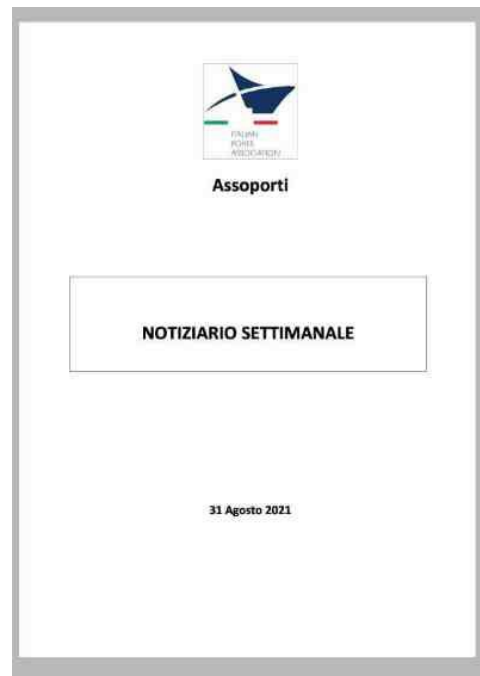 ITALIAN
PORTS
ASSOCIATION
Assoporti
NOTIZIARIO SETTIMANALE
31 Agosto 2021